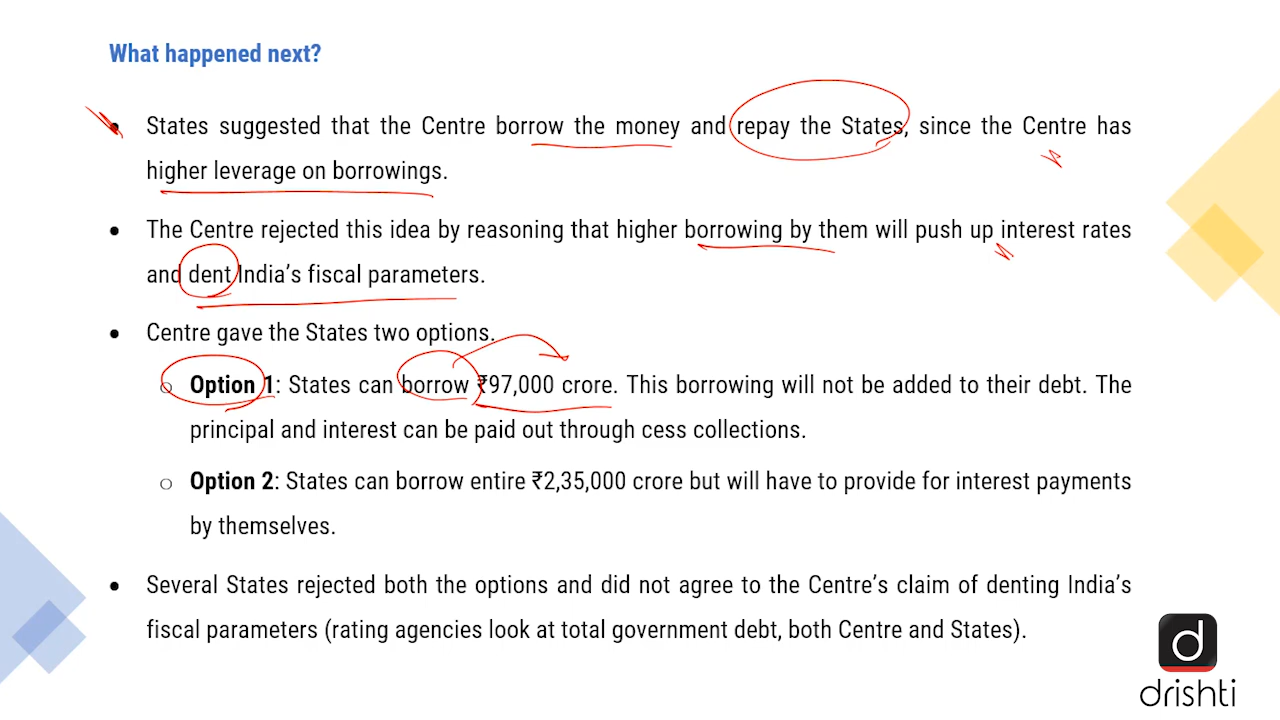 What happened next?
• States suggested that the Centre borrow the money and repay the States, since the Centre has
higher leverage on borrowings.
• The Centre rejected this idea by reasoning that higher borrowing by them will push up interest rates
and dent India's fiscal parameters.
• Centre gave the States two options.
o Option 1: States can borrow ₹97,000 crore. This borrowing will not be added to their debt. The
principal and interest can be paid out through cess collections.
o Option 2: States can borrow entire ₹2,35,000 crore but will have to provide for interest payments
by themselves.
• Several States rejected both the options and did not agree to the Centre's claim of denting India's
fiscal parameters (rating agencies look at total government debt, both Centre and States).
d
drishti